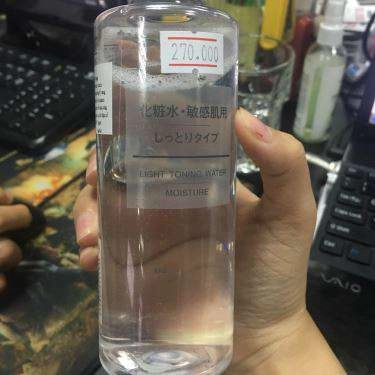 270.000
化粧水・敏感肌用
しっとりタイプ
LIGHT TONING WATER
MOISTURE
VAIO